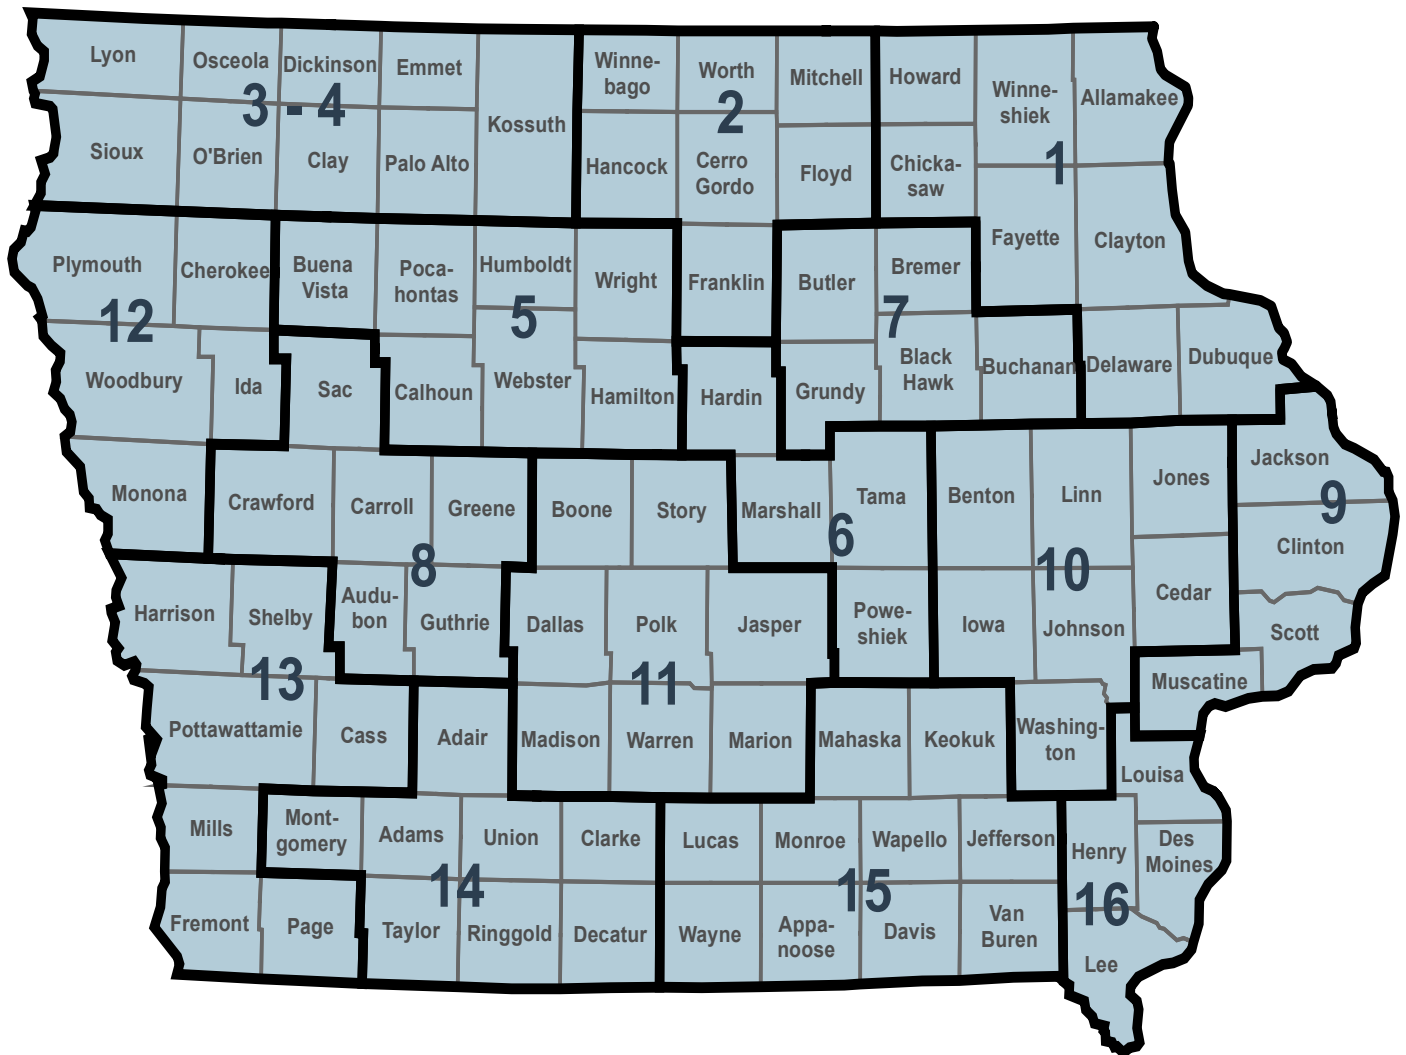 Lyon
Osceola
Dickinson
Emmet
Kossuth
Winne-
bago
Worth
Mitchell
Howard
Winne-
shiek
Allamakee
3 - 4
2
1
Sioux
O'Brien
Clay
Palo Alto
Hancock
Cerro
Gordo
Floyd
Chicka-
saw
Fayette
Clayton
Plymouth
Cherokee
Buena
Vista
Poca-
hontas
Humboldt
Wright
Franklin
Butler
Bremer
12
5
7
Woodbury
Ida
Sac
Calhoun
Webster
Hamilton
Hardin
Grundy
Black
Hawk
Buchanan
Delaware
Dubuque
Monona
Crawford
Carroll
Greene
Boone
Story
Marshall
Tama
Benton
Linn
Jones
Jackson
9
Clinton
8
6
10
Harrison
Shelby
Audu-
bon
Guthrie
Dallas
Polk
Jasper
Powe-
shiek
Iowa
Johnson
Cedar
Scott
13
11
Muscatine
Pottawattamie
Cass
Adair
Madison
Warren
Marion
Mahaska
Keokuk
Washing-
ton
Louisa
Mills
Mont-
gomery
Adams
Union
Clarke
Lucas
Monroe
Wapello
Jefferson
Henry
Des
Moines
14
15
16
Fremont
Page
Taylor
Ringgold
Decatur
Wayne
Appa-
noose
Davis
Van
Buren
Lee